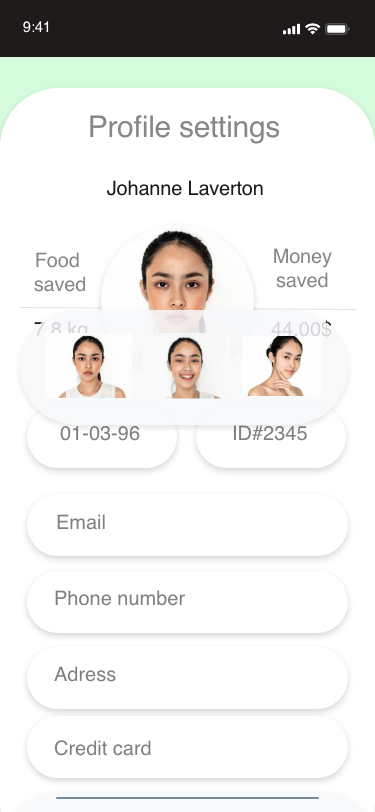 9:41
Profile settings
Johanne Laverton
Food
saved
Money
saved
7.8 kg
44.00$
01-03-96
ID#2345
Email
Phone number
Adress
Credit card